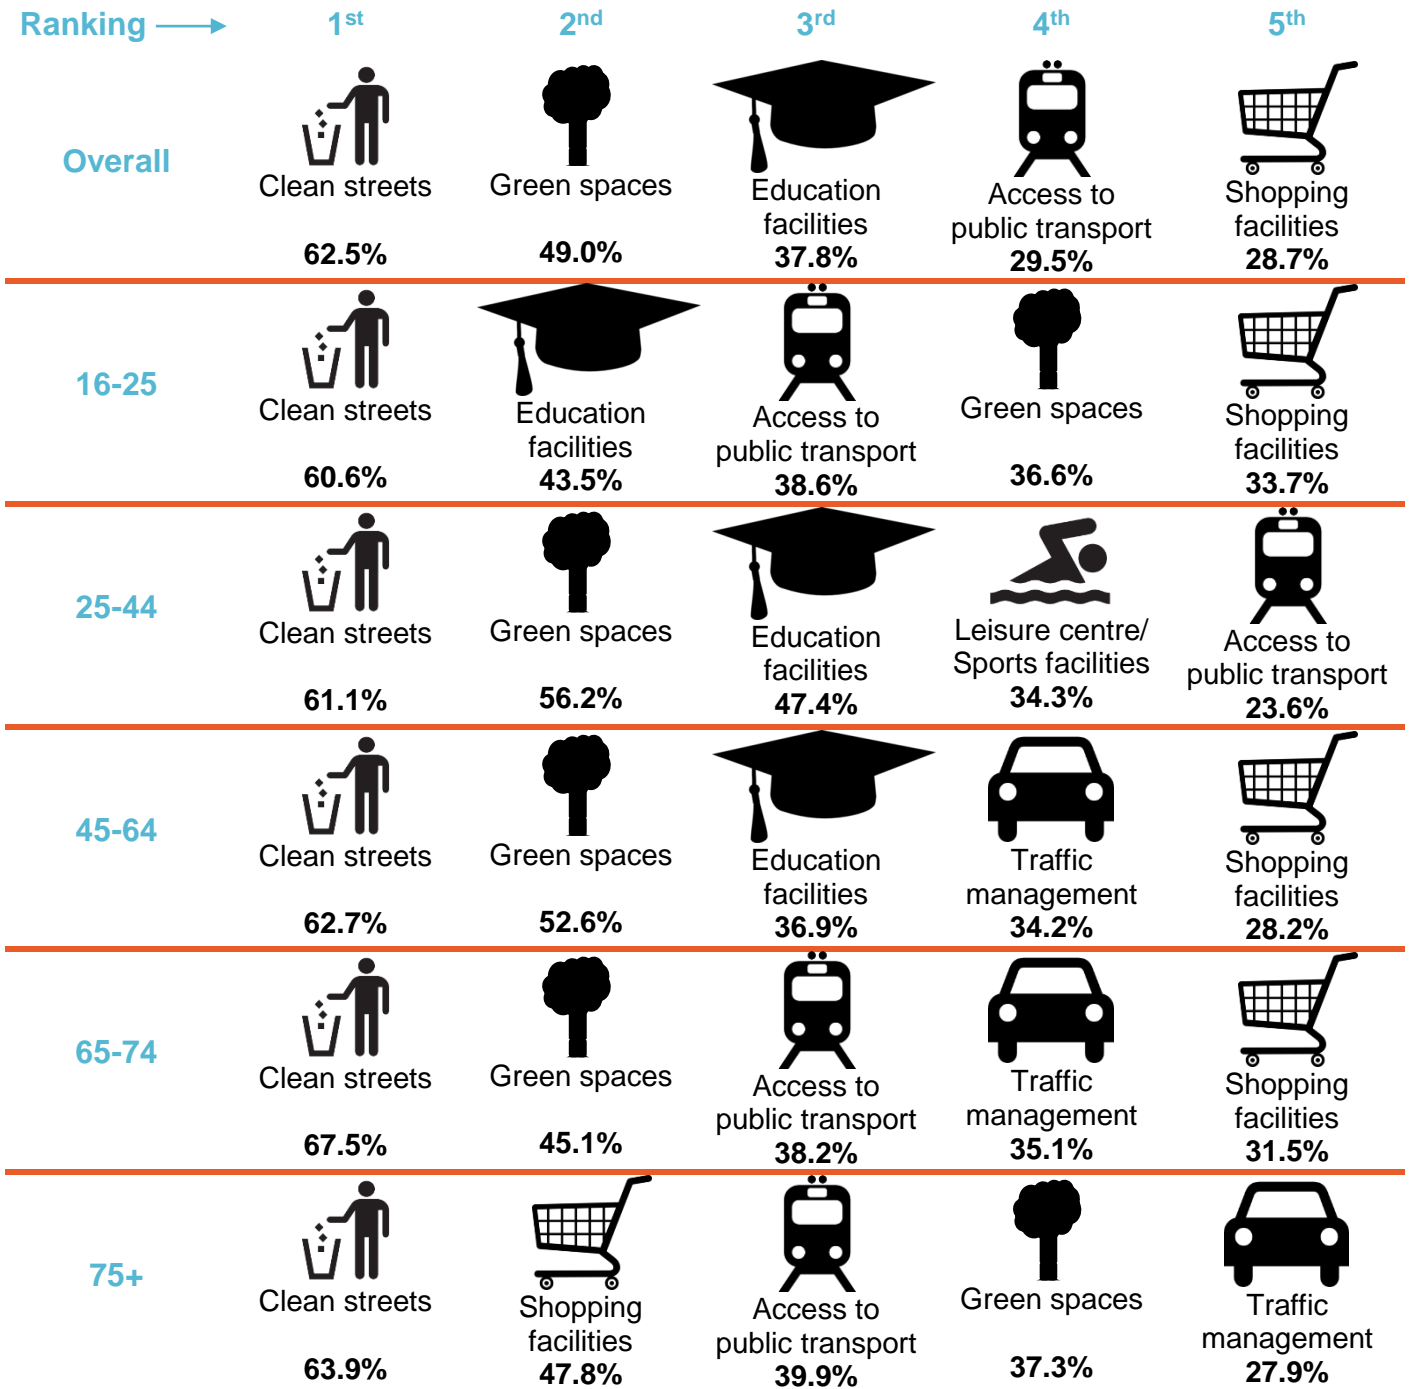 Ranking 1st 2nd 3rd 4th 5th
Overall
Clean streets
62.5%
Green spaces
49.0%
Education
facilities
37.8%
Access to
public transport
29.5%
Shopping
facilities
28.7%
16-25
Clean streets
60.6%
Education
facilities
43.5%
Access to
public transport
38.6%
Green spaces
36.6%
Shopping
facilities
33.7%
25-44
Clean streets
61.1%
Green spaces
56.2%
Education
facilities
47.4%
Leisure centre/
Sports facilities
34.3%
Access to
public transport
23.6%
45-64
Clean streets
62.7%
Green spaces
52.6%
Education
facilities
36.9%
Traffic
management
34.2%
Shopping
facilities
28.2%
65-74
Clean streets
67.5%
Green spaces
45.1%
Access to
public transport
38.2%
Traffic
management
35.1%
Shopping
facilities
31.5%
75+
Clean streets
63.9%
Shopping
facilities
47.8%
Access to
public transport
39.9%
Green spaces
37.3%
Traffic
management
27.9%